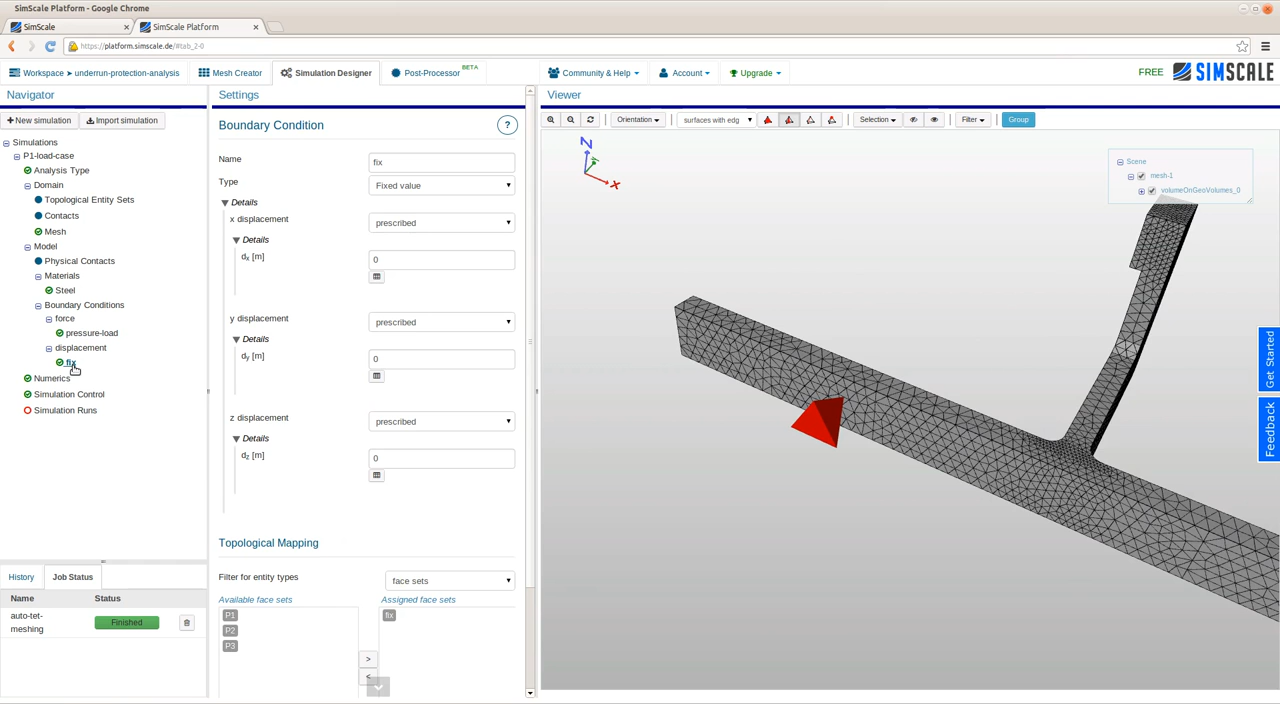 SimScale Platform - Google Chrome
SimScale
SimScale Platform
https://platform.simscale.de/#tab_2-0
Workspace ➤ underrun-protection-analysis
Mesh Creator
Simulation Designer
Post-Processor BETA
Community & Help
Account
Upgrade
FREE
SIMSCALE
Navigator
Settings
Viewer
New simulation
Import simulation
Orientation
surfaces with edg
Selection
Filter
Group
Simulations
P1-load-case
Analysis Type
Domain
Topological Entity Sets
Contacts
Mesh
Model
Physical Contacts
Materials
Steel
Boundary Conditions
force
pressure-load
displacement
fix
Numerics
Simulation Control
Simulation Runs
Boundary Condition
?
Name
fix
Type
Fixed value
Details
x displacement
prescribed
Details
dx [m]
0
y displacement
prescribed
Details
dy [m]
0
z displacement
prescribed
Details
dz [m]
0
Topological Mapping
Filter for entity types
face sets
Available face sets
Assigned face sets
P1
P2
P3
fix
>
<
History
Job Status
Name
Status
auto-tet-
meshing
Finished
Z
X
Scene
mesh-1
volumeOnGeoVolumes_0
Get Started
Feedback